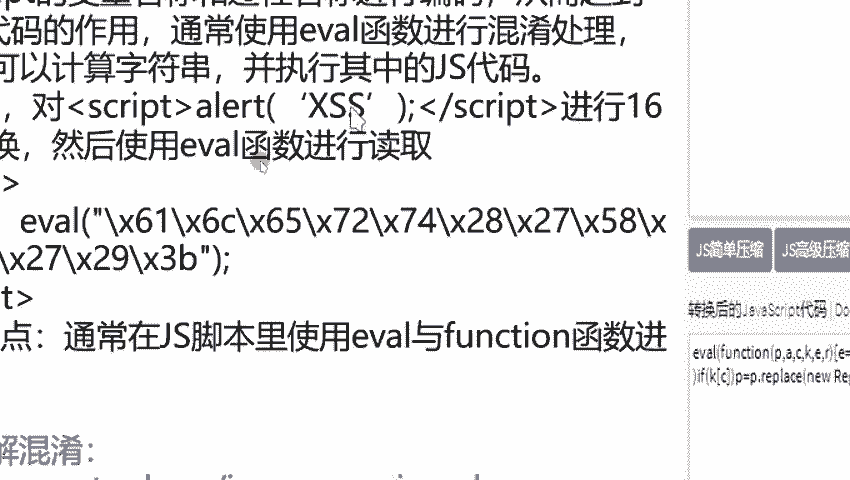 代码的作用，通常使用eval函数进行混淆处理，
可以计算字符串，并执行其中的JS代码。
，对<script>alert(‘XSS’);</script>进行16
换，然后使用eval函数进行读取
>
eval("\x61\x6c\x65\x72\x74\x28\x27\x58\x
\x27\x29\x3b");
t>
点：通常在JS脚本里使用eval与function函数进
解混淆：
JS简单压缩
JS高级压缩
转换后的JavaScript代码
Do
eval(function(p,a,c,k,e,r){e=
)if(k[c])p=p.replace(new Reg